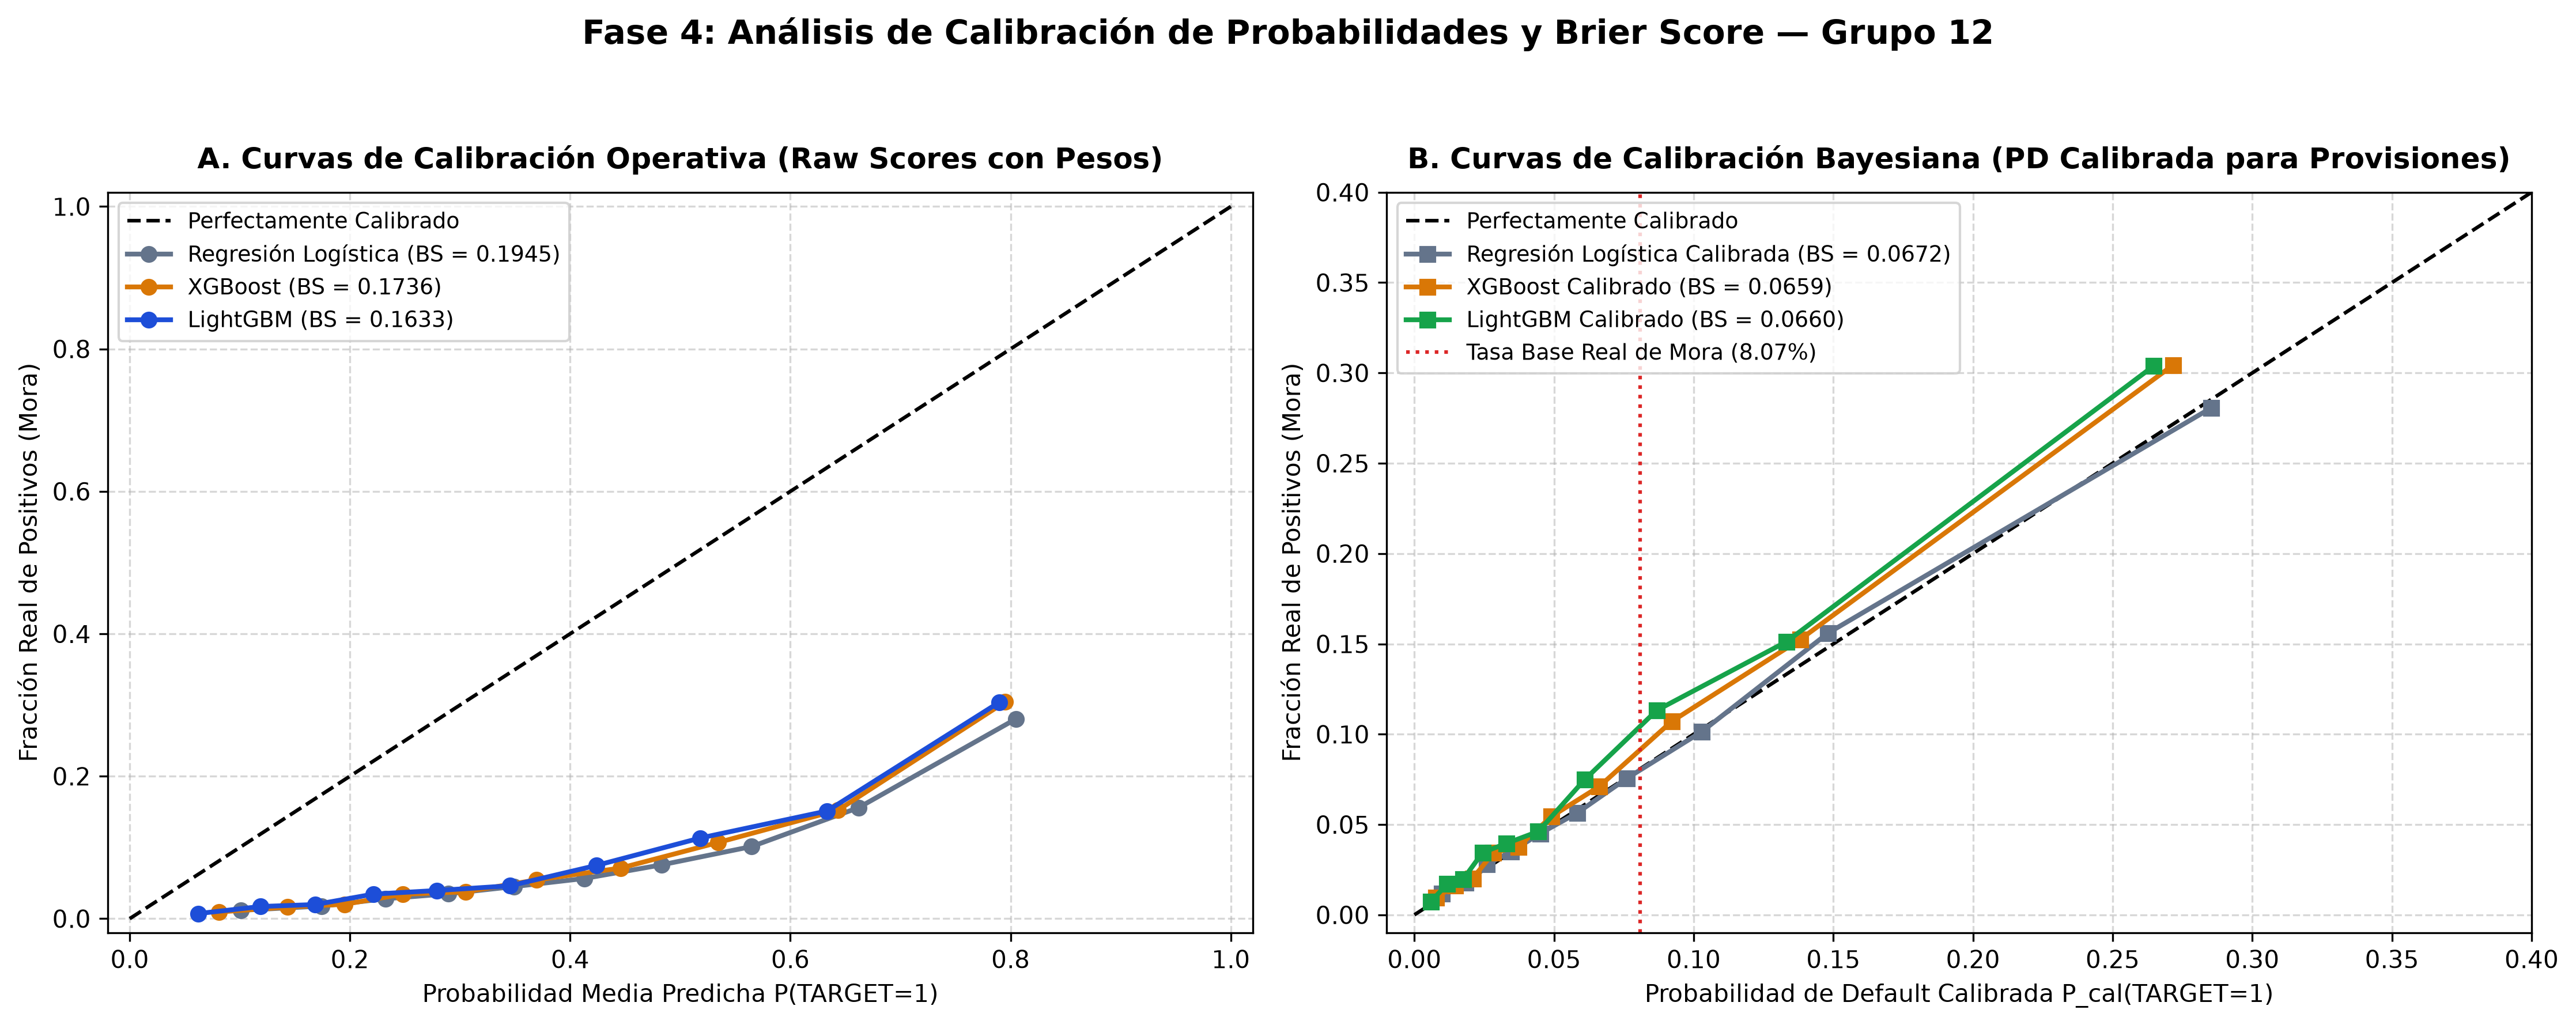 Fase 4: Análisis de Calibración de Probabilidades y Brier Score — Grupo 12
A. Curvas de Calibración Operativa (Raw Scores con Pesos)
Fracción Real de Positivos (Mora)
1.0
0.8
0.6
0.4
0.2
0.0
Perfectamente Calibrado
Regresión Logística (BS = 0.1945)
XGBoost (BS = 0.1736)
LightGBM (BS = 0.1633)
0.0 0.2 0.4 0.6 0.8 1.0
Probabilidad Media Predicha P(TARGET=1)
B. Curvas de Calibración Bayesiana (PD Calibrada para Provisiones)
Fracción Real de Positivos (Mora)
0.40
0.35
0.30
0.25
0.20
0.15
0.10
0.05
0.00
Perfectamente Calibrado
Regresión Logística Calibrada (BS = 0.0672)
XGBoost Calibrado (BS = 0.0659)
LightGBM Calibrado (BS = 0.0660)
Tasa Base Real de Mora (8.07%)
0.00 0.05 0.10 0.15 0.20 0.25 0.30 0.35 0.40
Probabilidad de Default Calibrada P_cal(TARGET=1)